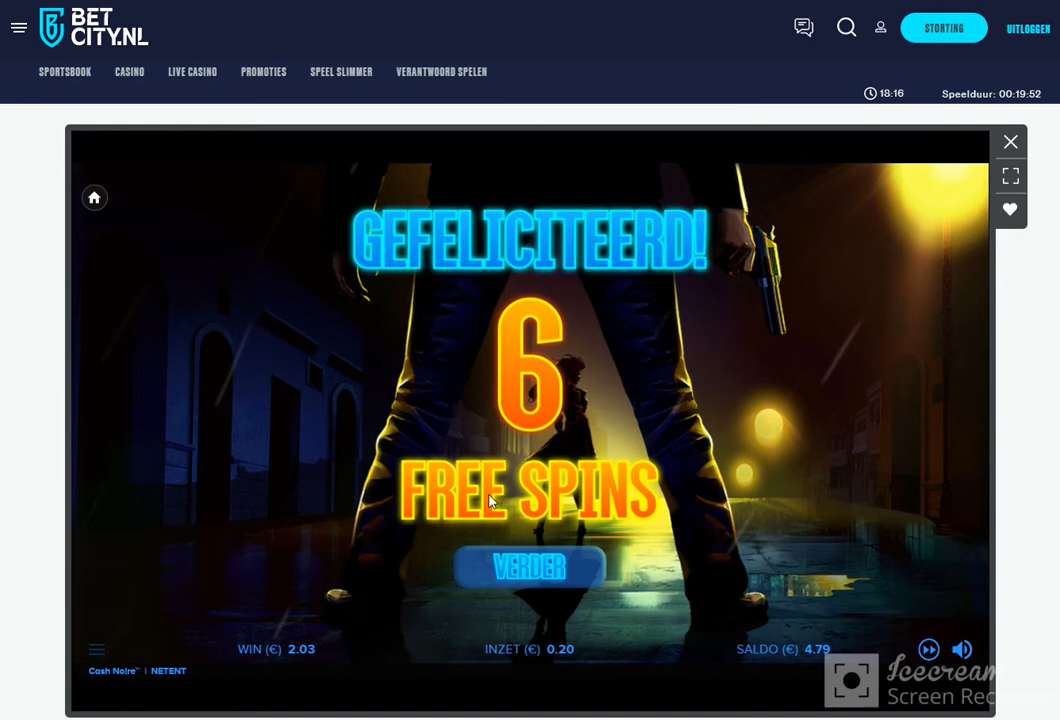 BET
CITY.NL
STORTING
UITLOGGEN
SPORTSBOOK CASINO LIVE CASINO PROMOTIES SPEEL SLIMMER VERANTWOORD SPELEN
18:16 Speelduur: 00:19:52
GEFELICITEERD!
6
FREE SPINS
VERDER
WIN (€) 2.03 INZET (€) 0.20 SALDO (€) 4.79
Cash Noire™ | NETENT
Icecream
Screen Rec